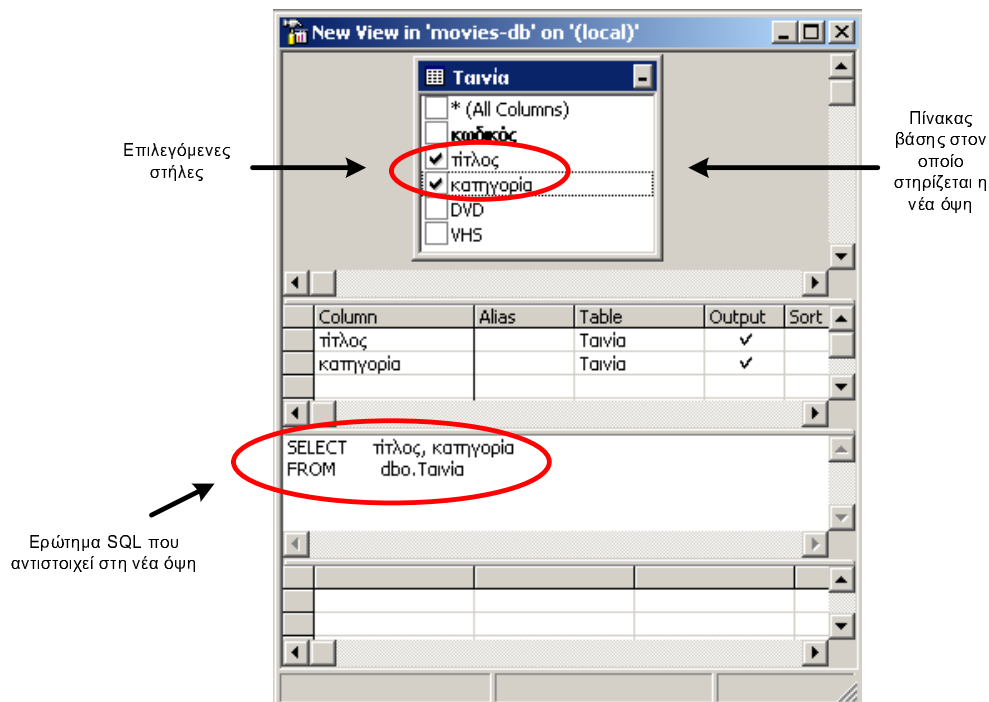 New View in 'movies-db' on '(local)'
Ταινία
* (All Columns)
κωδικός
τίτλος
κατηγορία
DVD
VHS
Επιλεγόμενες
στήλες
Πίνακας
βάσης στον
οποίο
στηρίζεται η
νέα όψη
Column Alias Table Output Sort
τίτλος Ταινία
κατηγορία Ταινία
SELECT τίτλος, κατηγορία
FROM dbo.Ταινία
Ερώτημα SQL που
αντιστοιχεί στη νέα όψη